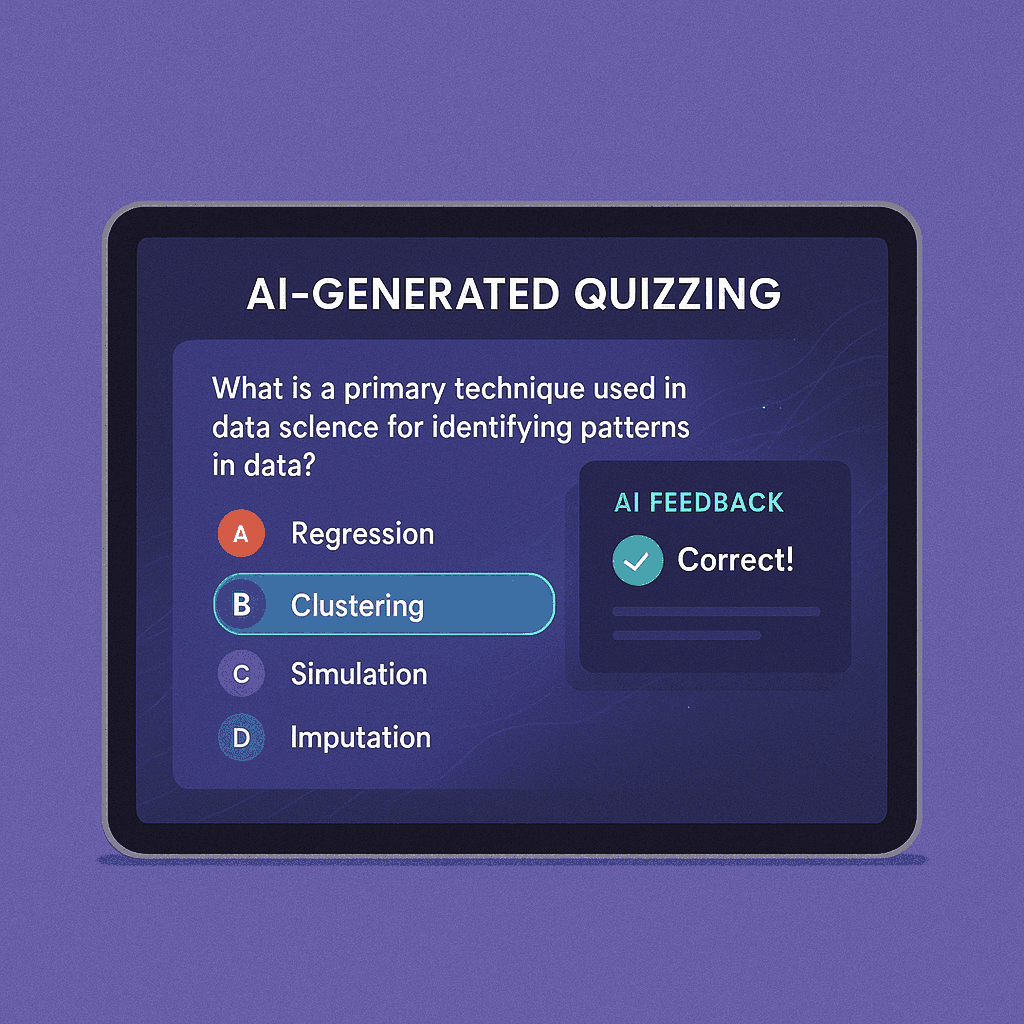 AI-GENERATED QUIZZING
What is a primary technique used in
data science for identifying patterns
in data?
A Regression
B Clustering
C Simulation
D Imputation
AI FEEDBACK
Correct!